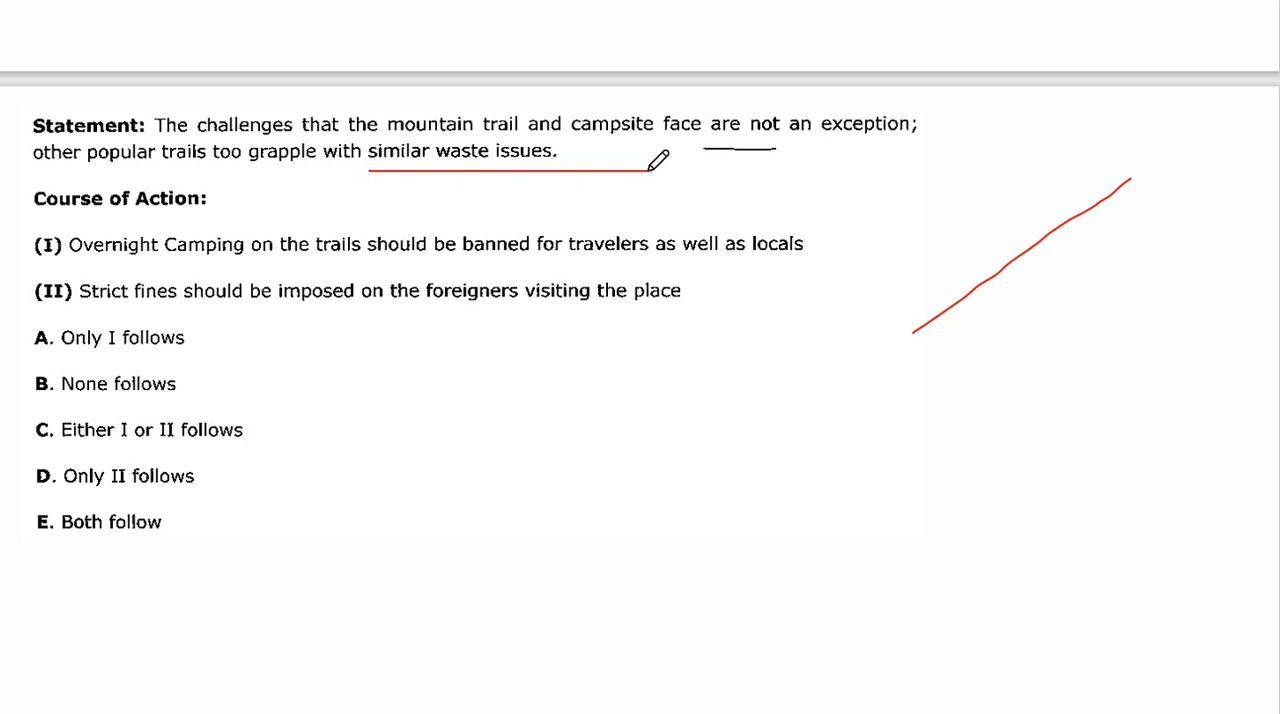 Statement: The challenges that the mountain trail and campsite face are not an exception;
other popular trails too grapple with similar waste issues.
Course of Action:
(I) Overnight Camping on the trails should be banned for travelers as well as locals
(II) Strict fines should be imposed on the foreigners visiting the place
A. Only I follows
B. None follows
C. Either I or II follows
D. Only II follows
E. Both follow